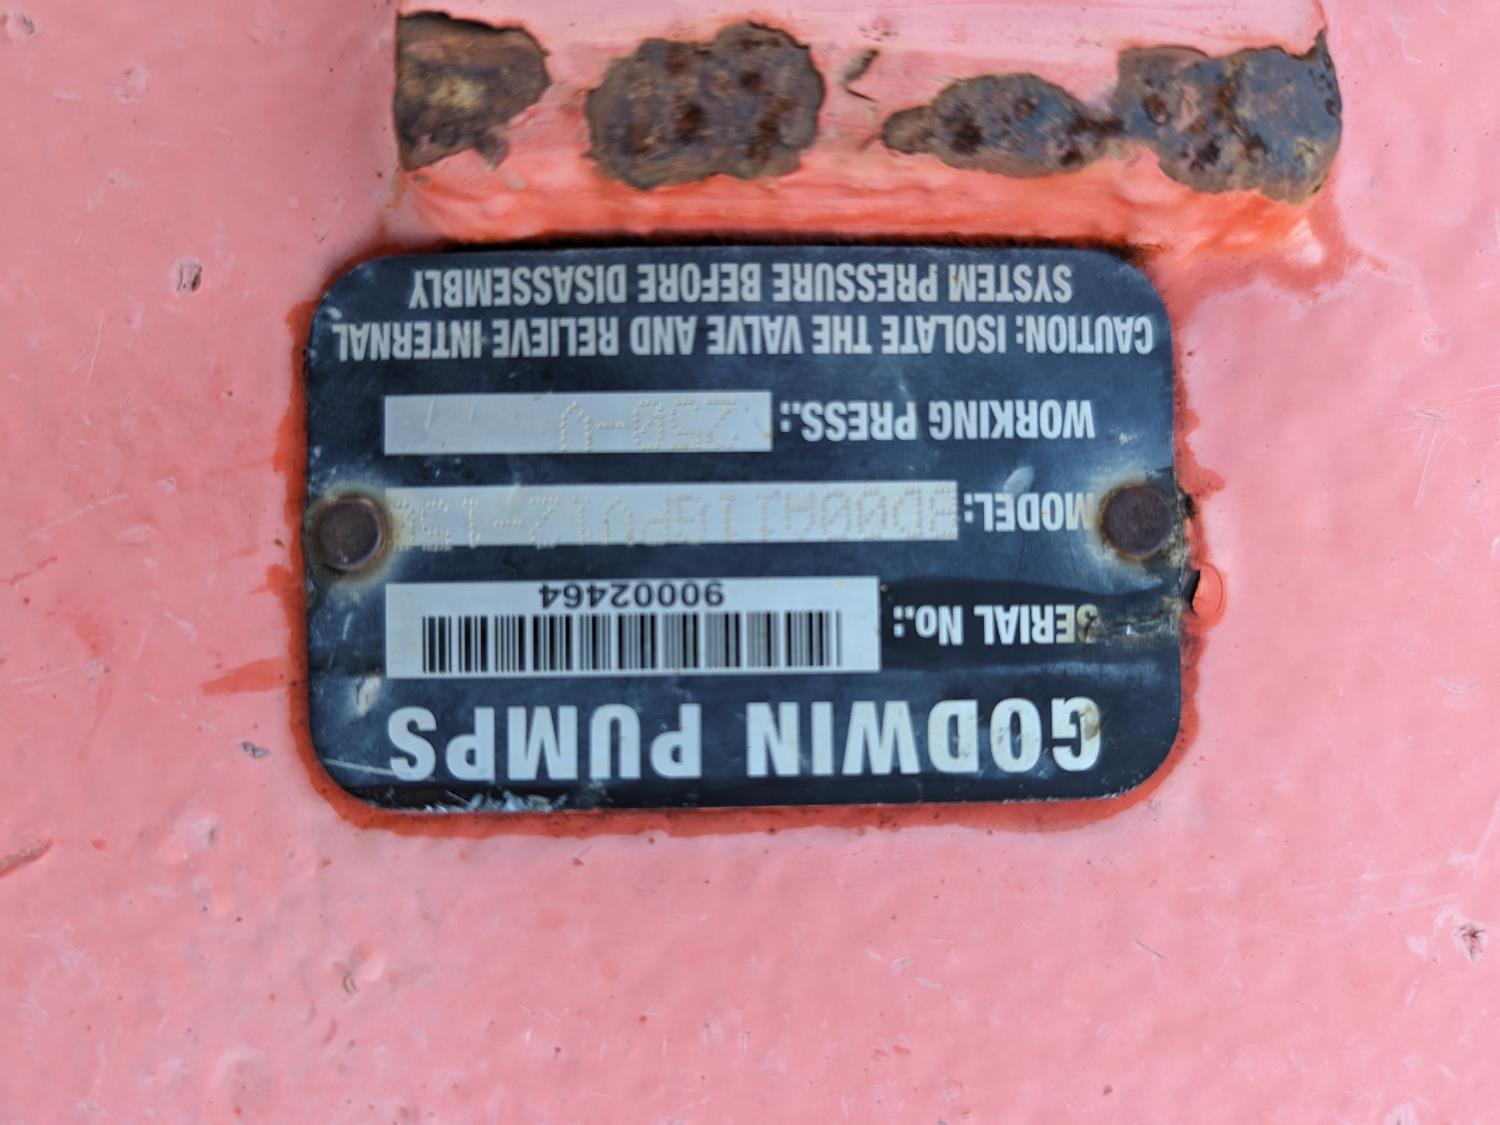 GODWIN PUMPS
SERIAL No.: 90002464
MODEL:
WORKING PRESS.: 250-U
CAUTION: ISOLATE THE VALVE AND RELIEVE INTERNAL
SYSTEM PRESSURE BEFORE DISASSEMBLY